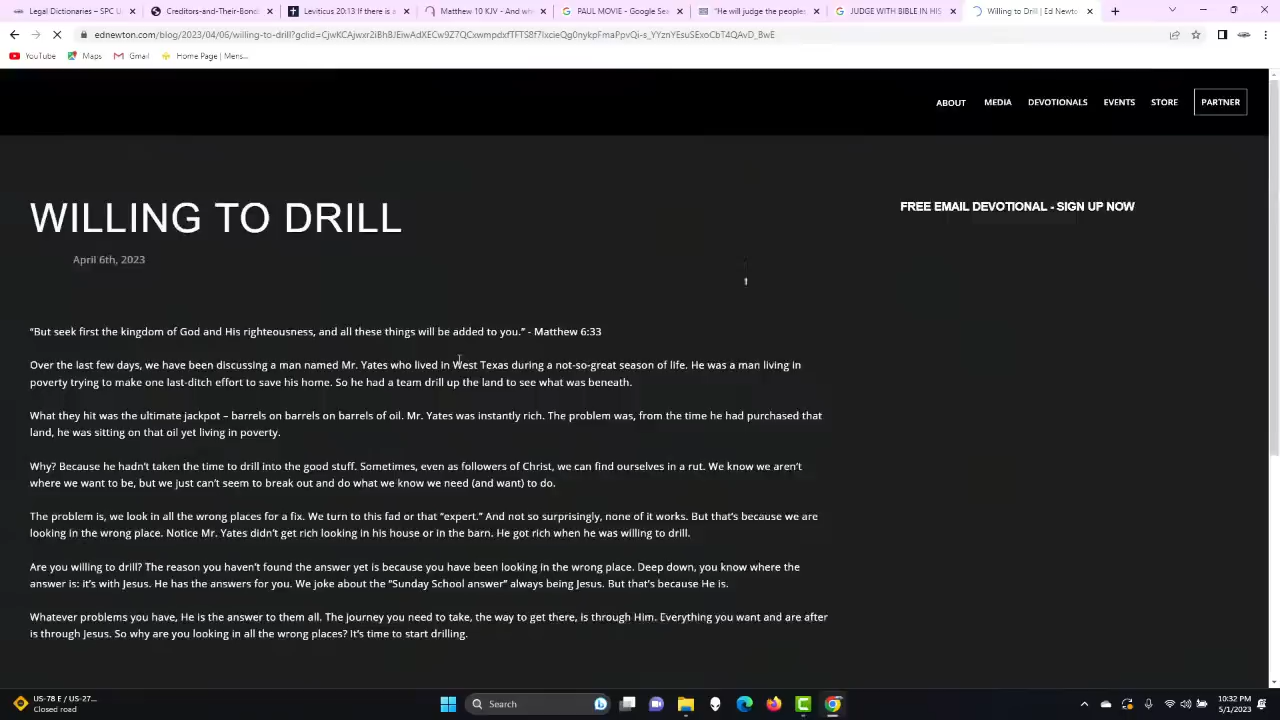 Legal Dictionaries – SPC U
Creditors-and-Their-Bond
Leviticus 20:13 If there is a
Matthew 10 KJV - And whe
PAUL MOVIE - Google Sea
"He will judge the peoples
JUDGE WITH BIBLE IN HIS
Willing to Drill | Ed Newto
ednewton.com/blog/2023/04/06/willing-to-drill?gclid=CjwKCAjwxr2iBhBJEiwAdXECw9Z7QCxwmpdxfTFTS8f7IxcieQg0nykpFmaPpvQi-s_YYznYEsuSExoCbT4QAvD_BwE
YouTube
Maps
Gmail
Home Page | Mens...
ABOUT
MEDIA
DEVOTIONALS
EVENTS
STORE
PARTNER
WILLING TO DRILL
FREE EMAIL DEVOTIONAL - SIGN UP NOW
April 6th, 2023
“But seek first the kingdom of God and His righteousness, and all these things will be added to you.” - Matthew 6:33
Over the last few days, we have been discussing a man named Mr. Yates who lived in West Texas during a not-so-great season of life. He was a man living in
poverty trying to make one last-ditch effort to save his home. So he had a team drill up the land to see what was beneath.
What they hit was the ultimate jackpot – barrels on barrels on barrels of oil. Mr. Yates was instantly rich. The problem was, from the time he had purchased that
land, he was sitting on that oil yet living in poverty.
Why? Because he hadn’t taken the time to drill into the good stuff. Sometimes, even as followers of Christ, we can find ourselves in a rut. We know we aren’t
where we want to be, but we just can’t seem to break out and do what we know we need (and want) to do.
The problem is, we look in all the wrong places for a fix. We turn to this fad or that “expert.” And not so surprisingly, none of it works. But that’s because we are
looking in the wrong place. Notice Mr. Yates didn’t get rich looking in his house or in the barn. He got rich when he was willing to drill.
Are you willing to drill? The reason you haven’t found the answer yet is because you have been looking in the wrong place. Deep down, you know where the
answer is: it’s with Jesus. He has the answers for you. We joke about the “Sunday School answer” always being Jesus. But that’s because He is.
Whatever problems you have, He is the answer to them all. The journey you need to take, the way to get there, is through Him. Everything you want and are after
is through Jesus. So why are you looking in all the wrong places? It’s time to start drilling.
US-78 E / US-27...
Closed road
Search
10:32 PM
5/1/2023